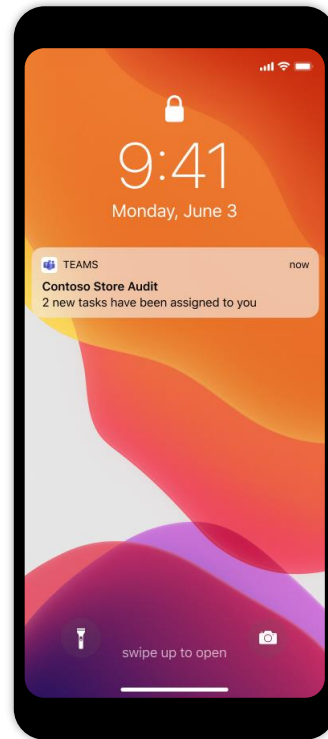 9:41
Monday, June 3
TEAMS now
Contoso Store Audit
2 new tasks have been assigned to you
swipe up to open